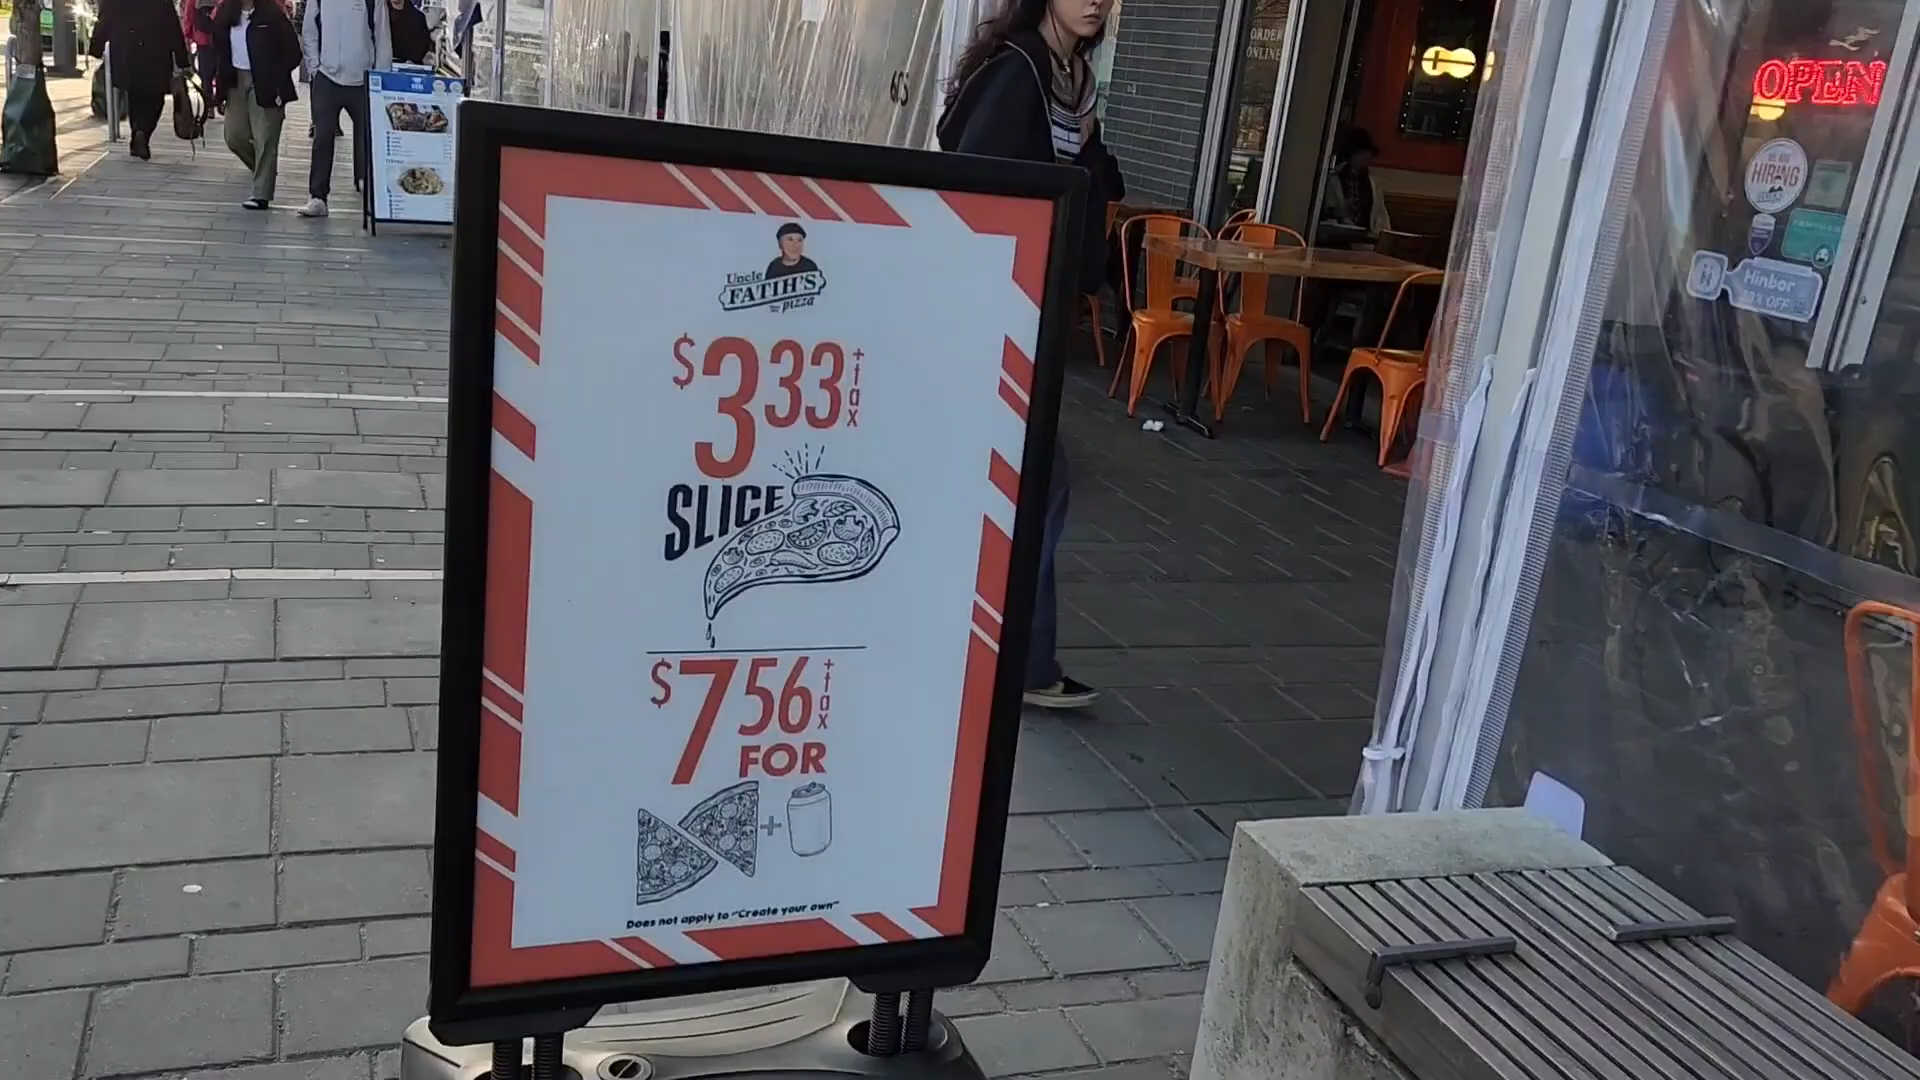 Uncle
FATIH'S
pizza
$3.33 +tax
SLICE
$7.56 +tax
FOR
+
Does not apply to "Create your own"
ORDER
ONLINE
OPEN
WE ARE
HIRING
Hinbor